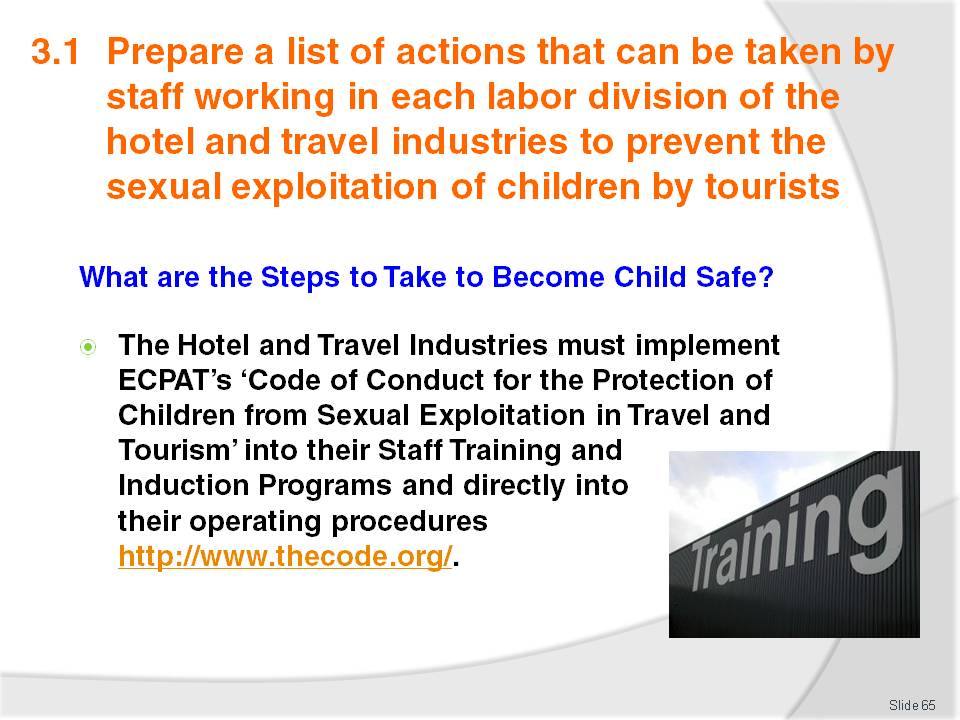 3.1 Prepare a list of actions that can be taken by
staff working in each labor division of the
hotel and travel industries to prevent the
sexual exploitation of children by tourists
What are the Steps to Take to Become Child Safe?
The Hotel and Travel Industries must implement
ECPAT’s ‘Code of Conduct for the Protection of
Children from Sexual Exploitation in Travel and
Tourism’ into their Staff Training and
Induction Programs and directly into
their operating procedures
http://www.thecode.org/.
Training
Slide 65